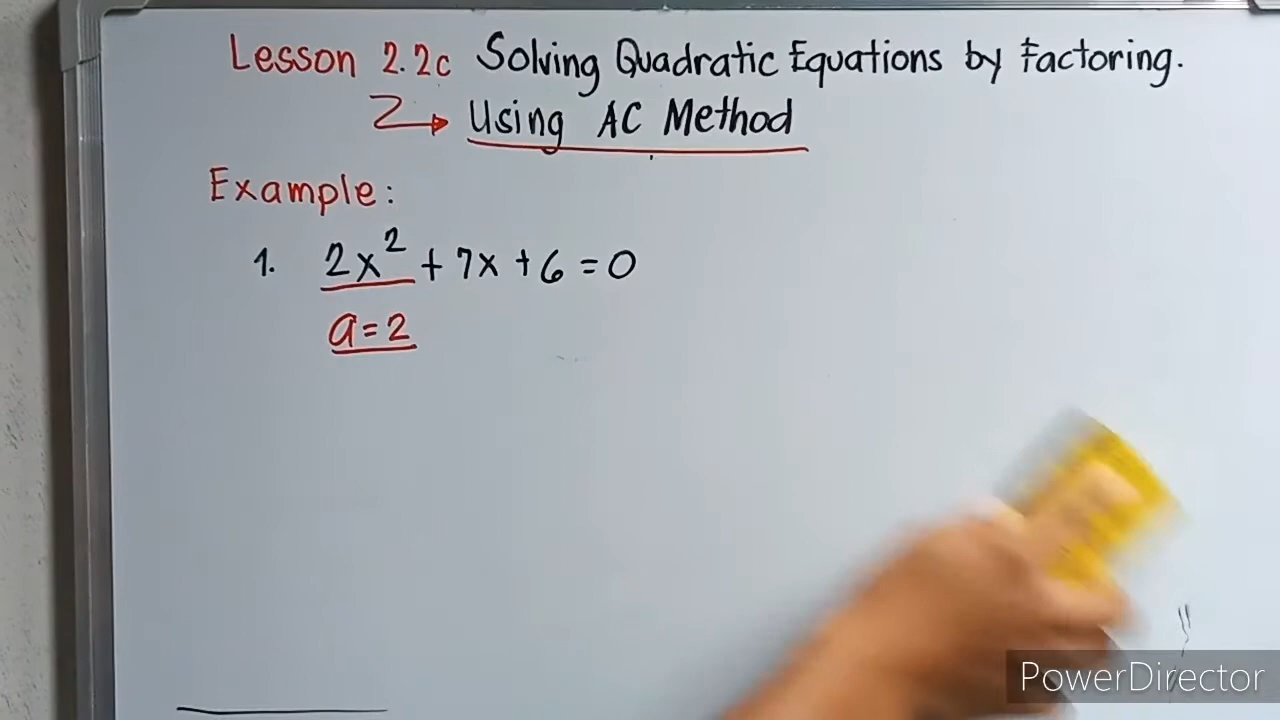 Lesson 2.2c Solving Quadratic Equations by Factoring.
Using AC Method
Example:
1. 2x² + 7x + 6 = 0
a = 2
PowerDirector